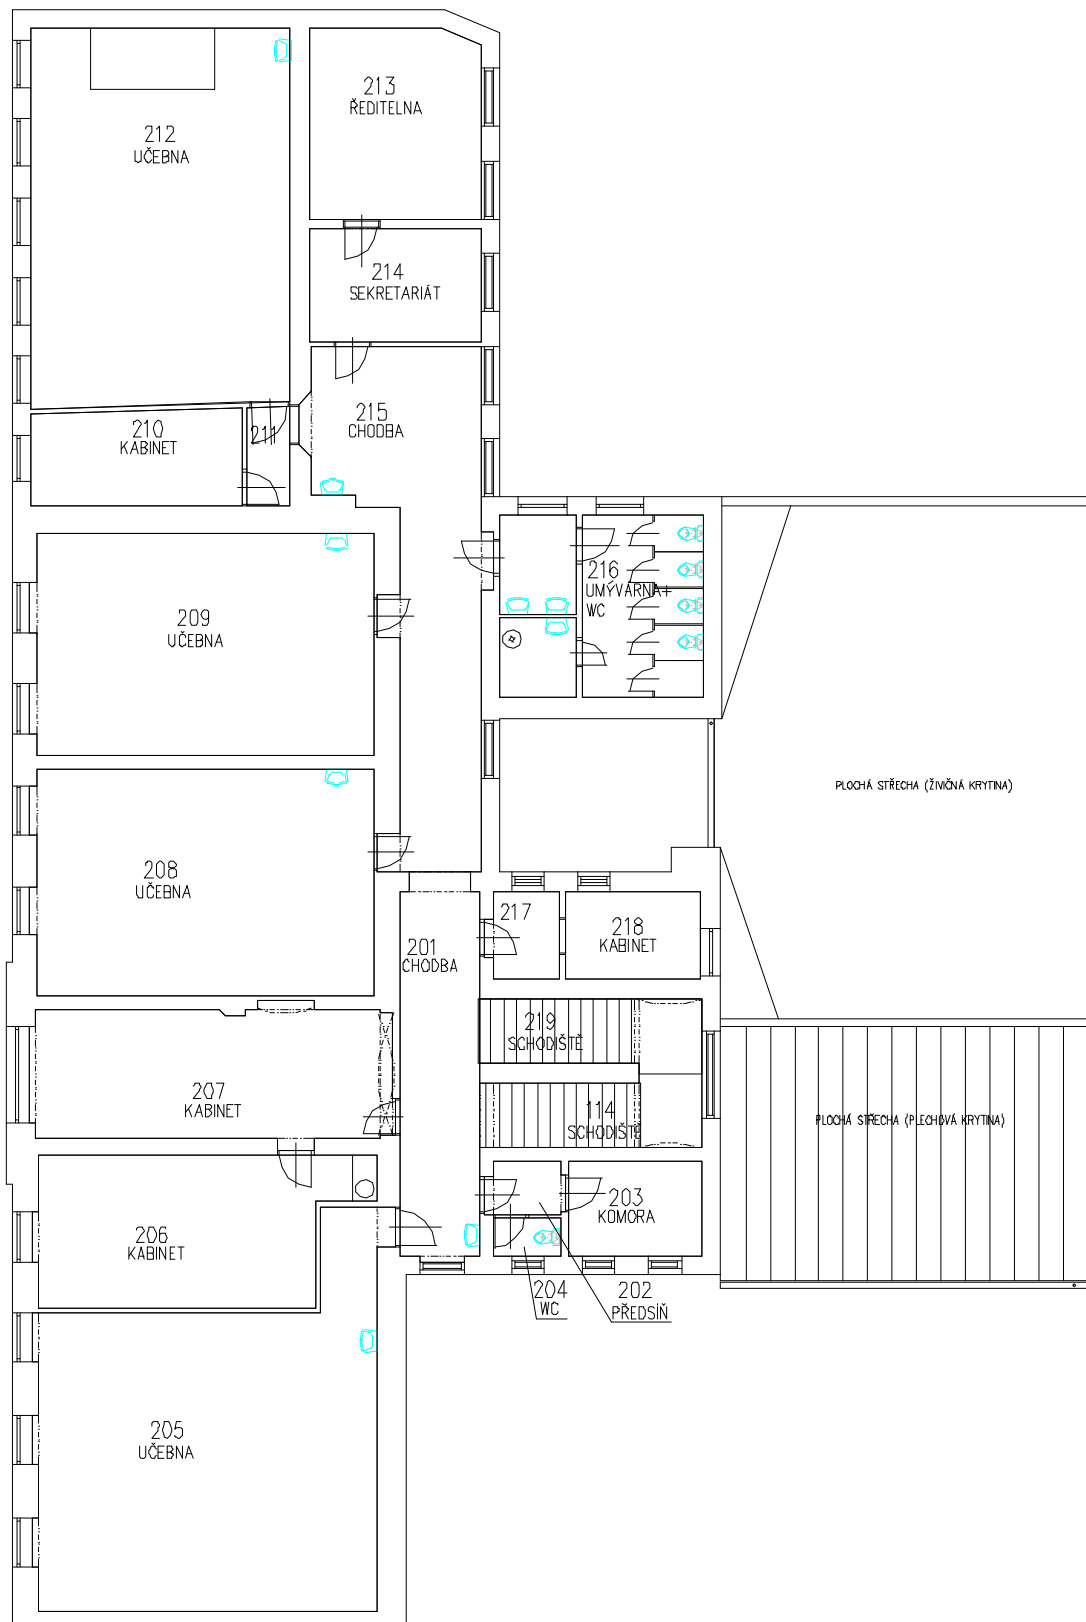 213
ŘEDITELNA
212
UČEBNA
214
SEKRETARIÁT
215
CHODBA
210
KABINET
211
216
UMÝVÁRNA+
WC
209
UČEBNA
PLOCHÁ STŘECHA (ŽIVIČNÁ KRYTINA)
208
UČEBNA
217
218
KABINET
201
CHODBA
219
SCHODIŠTĚ
207
KABINET
114
SCHODIŠTĚ
PLOCHÁ STŘECHA (PLECHOVÁ KRYTINA)
203
KOMORA
206
KABINET
204
WC
202
PŘEDSÍŇ
205
UČEBNA